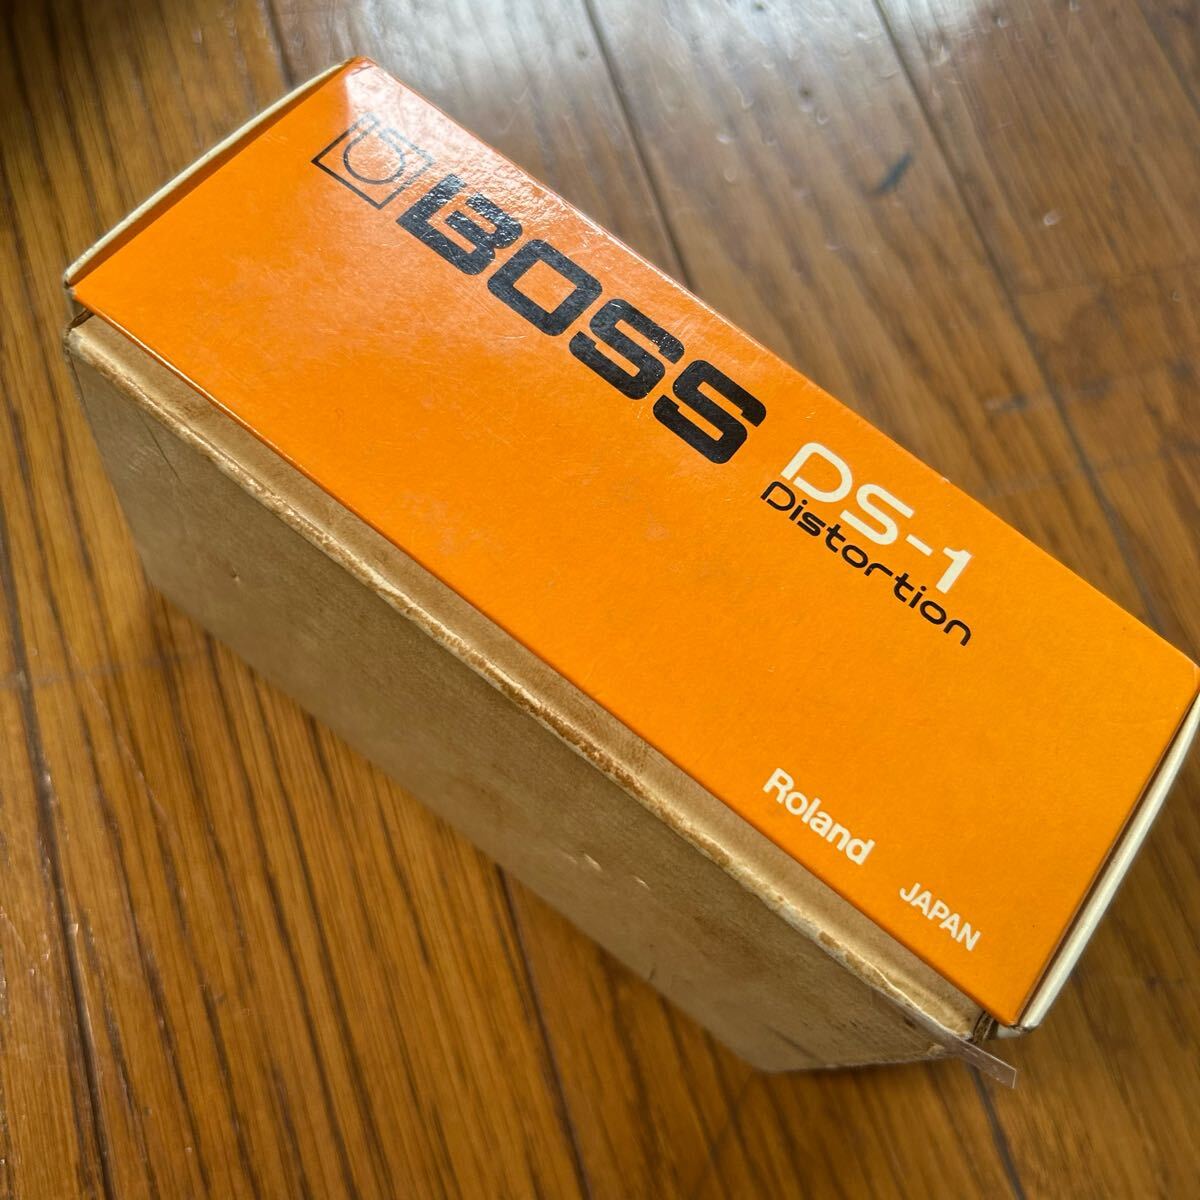 BOSS
DS-1
Distortion
Roland
JAPAN